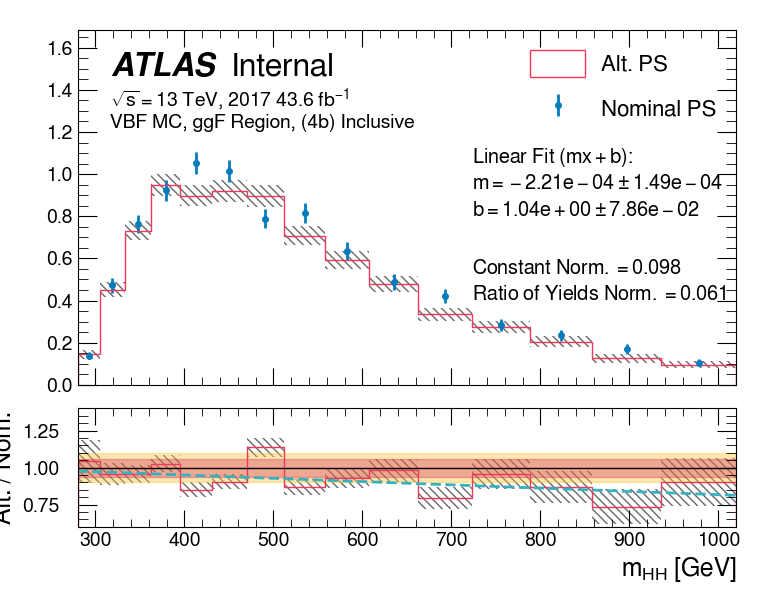 ATLAS Internal
√s = 13 TeV, 2017 43.6 fb⁻¹
VBF MC, ggF Region, (4b) Inclusive
Alt. PS
Nominal PS
Linear Fit (mx + b):
m = − 2.21e − 04 ± 1.49e − 04
b = 1.04e + 00 ± 7.86e − 02
Constant Norm. = 0.098
Ratio of Yields Norm. = 0.061
1.6
1.4
1.2
1.0
0.8
0.6
0.4
0.2
0.0
Alt. / Nom.
1.25
1.00
0.75
300 400 500 600 700 800 900 1000
m_HH [GeV]